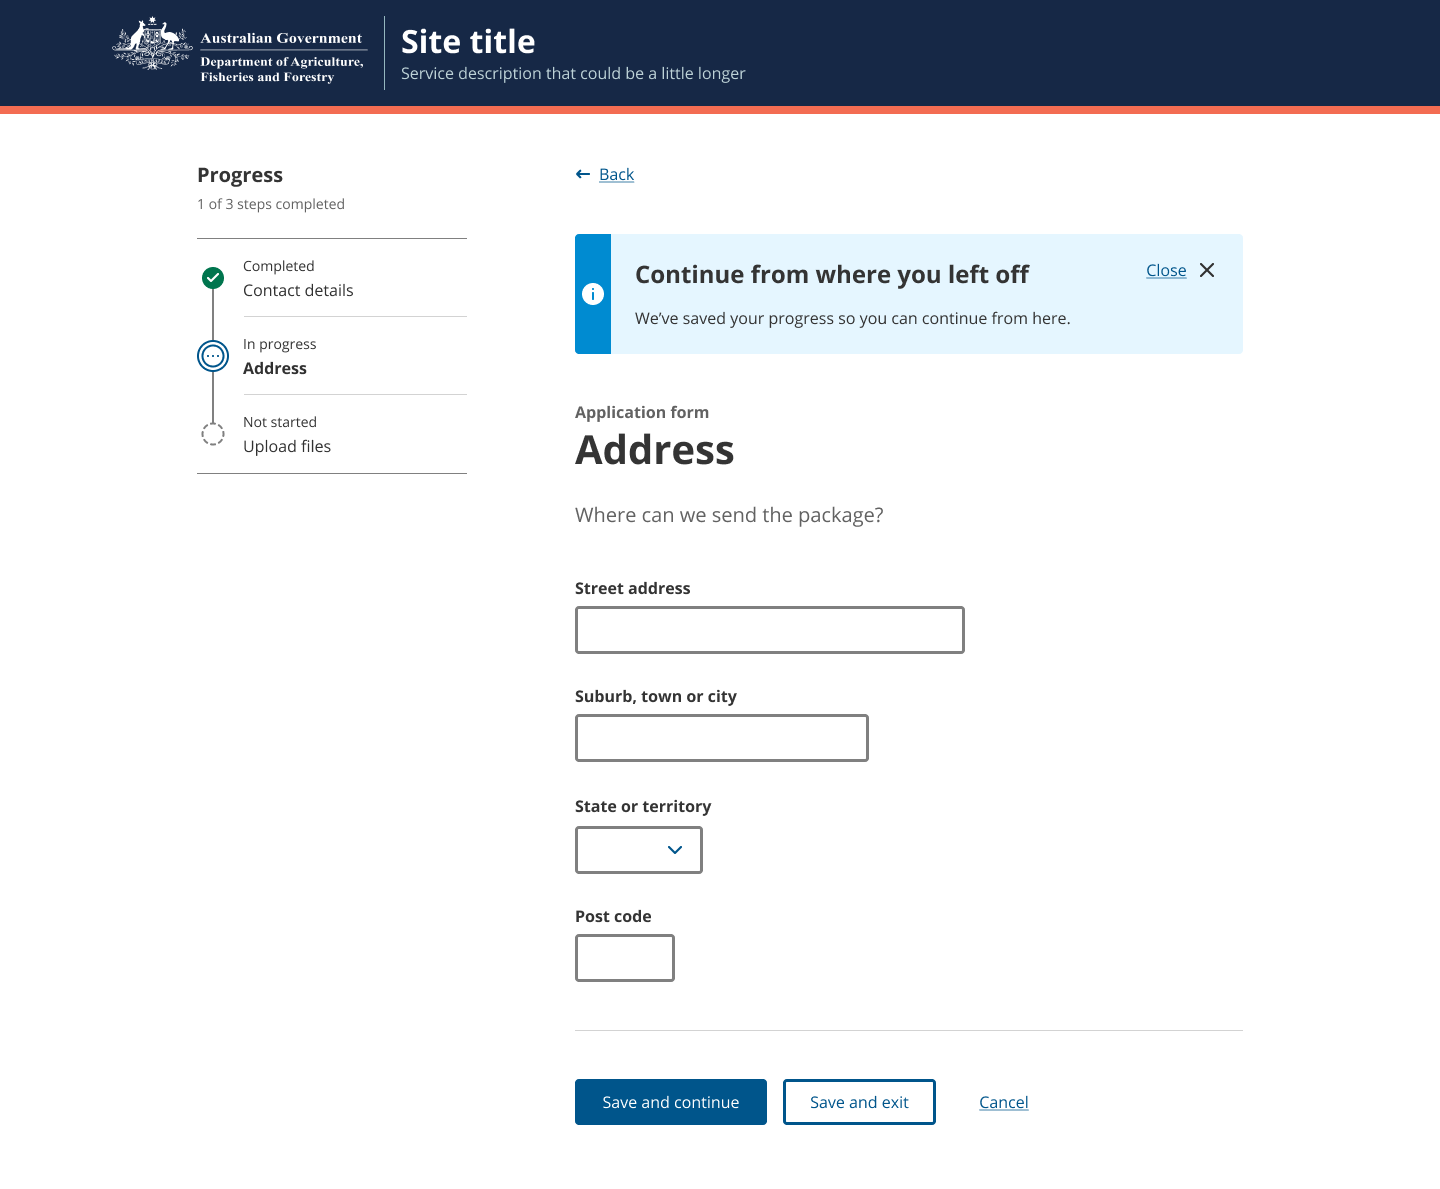 Australian Government
Department of Agriculture,
Fisheries and Forestry
Site title
Service description that could be a little longer
Progress
1 of 3 steps completed
Completed
Contact details
In progress
Address
Not started
Upload files
Back
Continue from where you left off
Close
We’ve saved your progress so you can continue from here.
Application form
Address
Where can we send the package?
Street address
Suburb, town or city
State or territory
Post code
Save and continue
Save and exit
Cancel